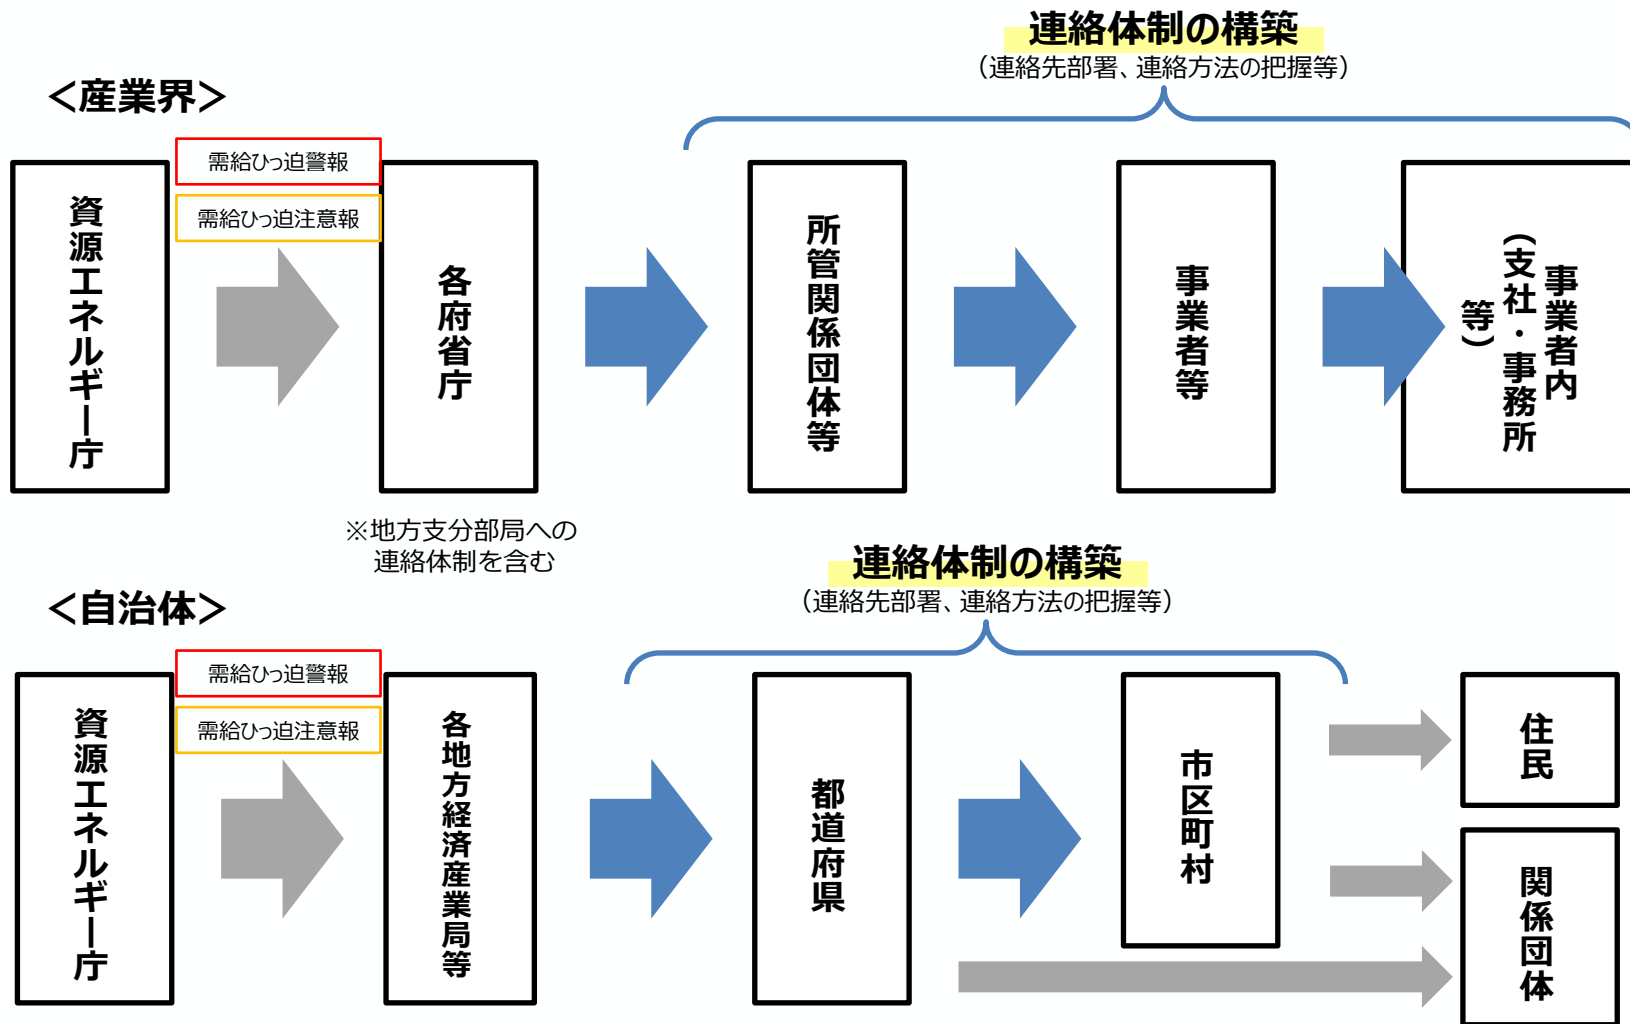 連絡体制の構築
（連絡先部署、連絡方法の把握等）
＜産業界＞
需給ひっ迫警報
需給ひっ迫注意報
資源エネルギー庁
各府省庁
所管関係団体等
事業者等
事業者内
（支社・事務所
等）
※地方支分部局への
連絡体制を含む
連絡体制の構築
（連絡先部署、連絡方法の把握等）
＜自治体＞
需給ひっ迫警報
需給ひっ迫注意報
資源エネルギー庁
各地方経済産業局等
都道府県
市区町村
住民
関係団体